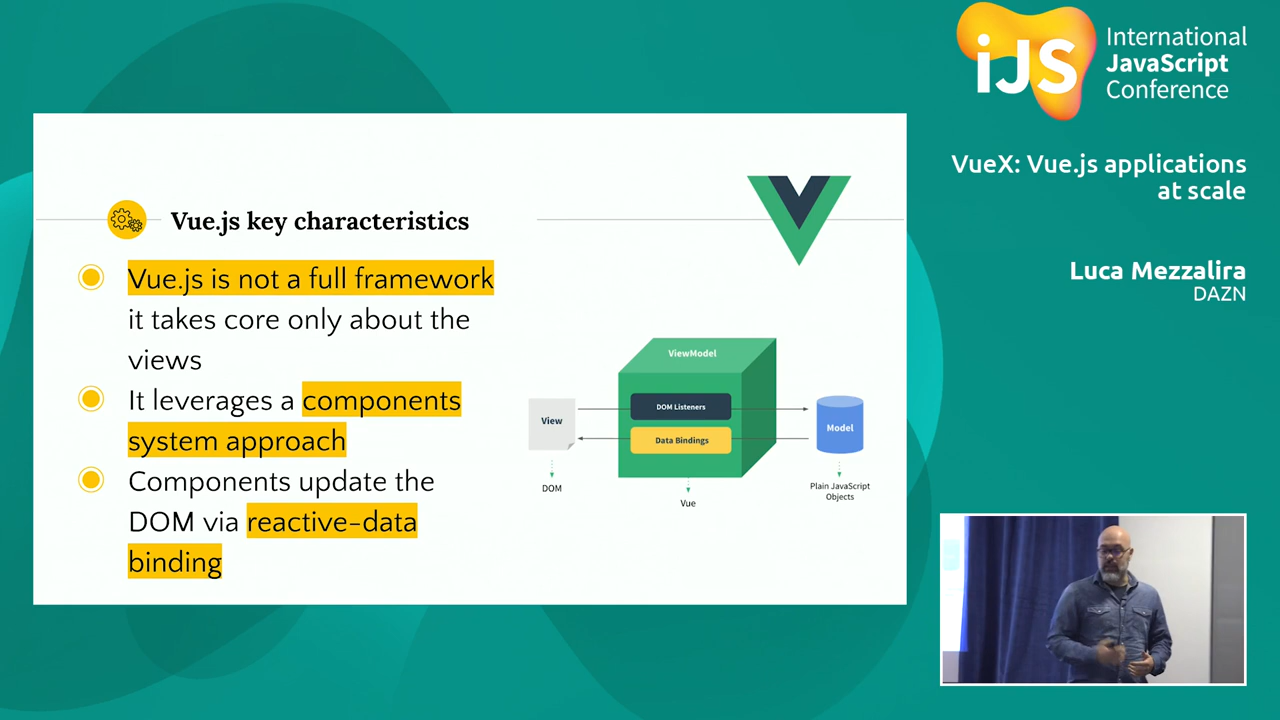 iJS
International
JavaScript
Conference
VueX: Vue.js applications
at scale
Luca Mezzalira
DAZN
Vue.js key characteristics
Vue.js is not a full framework
it takes core only about the
views
It leverages a components
system approach
Components update the
DOM via reactive-data
binding
ViewModel
DOM Listeners
Data Bindings
View
Model
DOM
Vue
Plain JavaScript
Objects